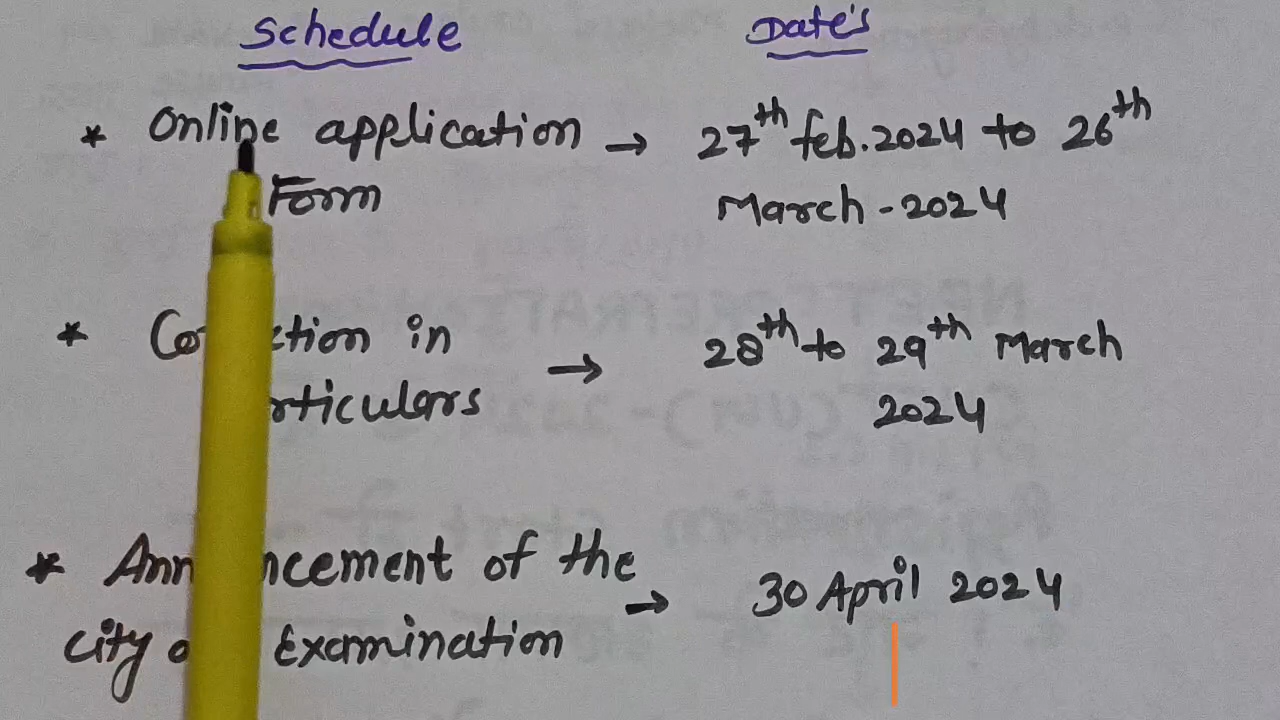 Schedule Date's
* Online application → 27th feb. 2024 to 26th
Form March - 2024
* in → 28th to 29th March
2024
* of the → 30 April 2024
city Examination